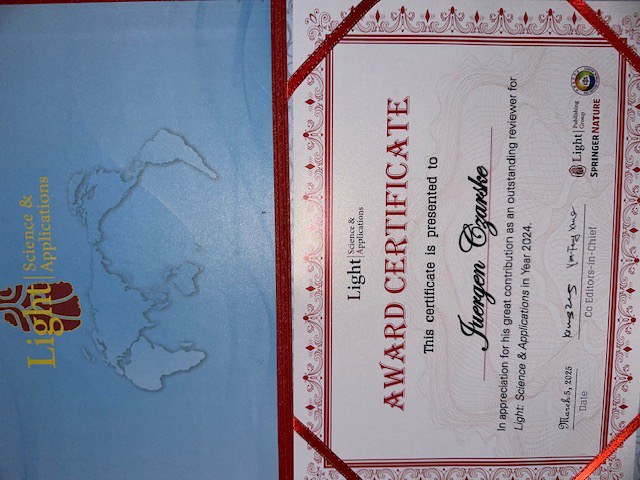 Light Science &
Applications
Light Science &
Applications
AWARD CERTIFICATE
This certificate is presented to
Juergen Czarske
In appreciation for his great contribution as an outstanding reviewer for
Light: Science & Applications in Year 2024.
March 5, 2025
Date
Co Editors-in-Chief
Light Publishing
Group
SPRINGER NATURE